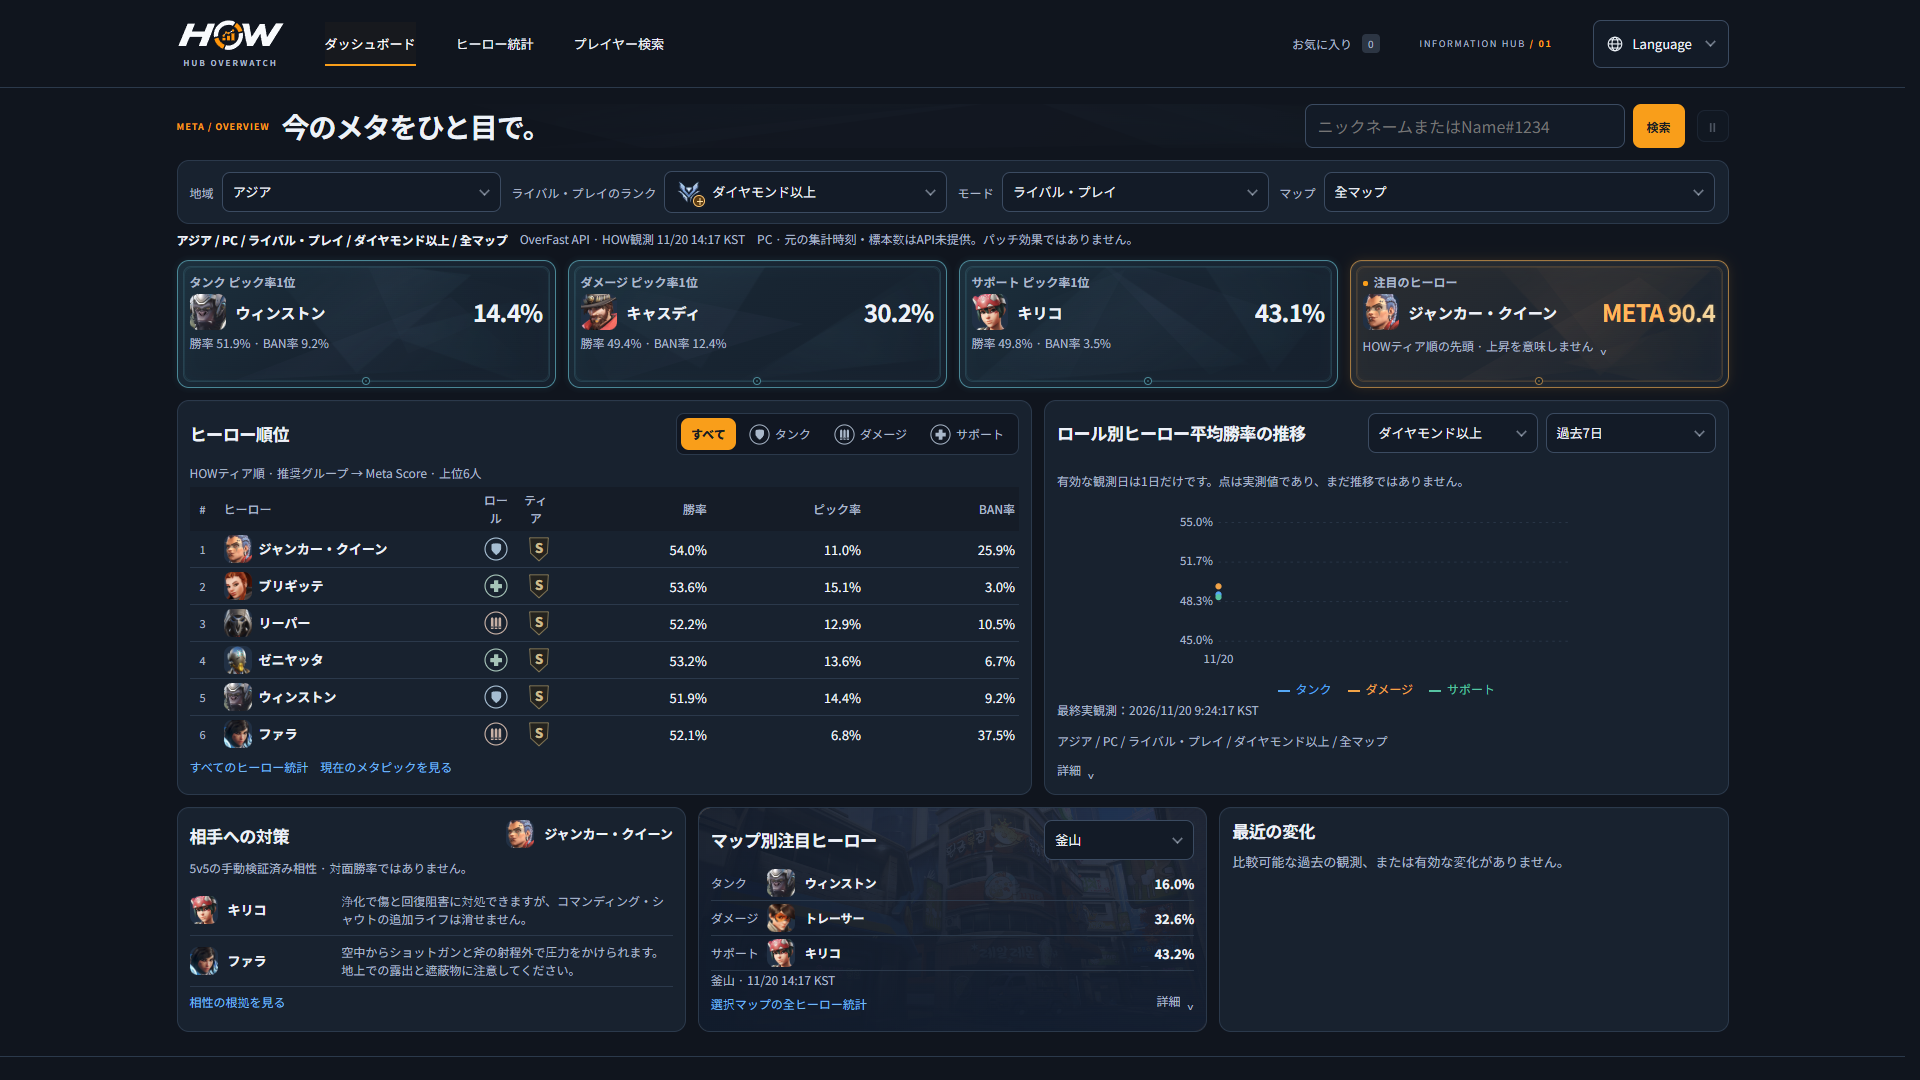 HOW
HUB OVERWATCH
ダッシュボード
ヒーロー統計
プレイヤー検索
お気に入り 0
INFORMATION HUB / 01
Language
META / OVERVIEW
今のメタをひと目で。
ニックネームまたはName#1234
検索
地域
アジア
ライバル・プレイのランク
ダイヤモンド以上
モード
ライバル・プレイ
マップ
全マップ
アジア / PC / ライバル・プレイ / ダイヤモンド以上 / 全マップ OverFast API · HOW観測 11/20 14:17 KST PC · 元の集計時刻・標本数はAPI未提供。パッチ効果ではありません。
タンク ピック率1位
ウィンストン
14.4%
勝率 51.9% · BAN率 9.2%
ダメージ ピック率1位
キャスディ
30.2%
勝率 49.4% · BAN率 12.4%
サポート ピック率1位
キリコ
43.1%
勝率 49.8% · BAN率 3.5%
注目のヒーロー
ジャンカー・クイーン
META 90.4
HOWティア順の先頭 · 上昇を意味しません
ヒーロー順位
すべて タンク ダメージ サポート
HOWティア順 · 推奨グループ → Meta Score · 上位6人
# ヒーロー ロール ティア 勝率 ピック率 BAN率
1 ジャンカー・クイーン S 54.0% 11.0% 25.9%
2 ブリギッテ S 53.6% 15.1% 3.0%
3 リーパー S 52.2% 12.9% 10.5%
4 ゼニヤッタ S 53.2% 13.6% 6.7%
5 ウィンストン S 51.9% 14.4% 9.2%
6 ファラ S 52.1% 6.8% 37.5%
すべてのヒーロー統計 現在のメタピックを見る
ロール別ヒーロー平均勝率の推移
ダイヤモンド以上
過去7日
有効な観測日は1日だけです。点は実測値であり、まだ推移ではありません。
55.0%
51.7%
48.3%
45.0%
11/20
タンク ダメージ サポート
最終実観測：2026/11/20 9:24:17 KST
アジア / PC / ライバル・プレイ / ダイヤモンド以上 / 全マップ
詳細
相手への対策
ジャンカー・クイーン
5v5の手動検証済み相性 · 対面勝率ではありません。
キリコ
浄化で傷と回復阻害に対処できますが、コマンディング・シ
ャウトの追加ライフは消せません。
ファラ
空中からショットガンと斧の射程外で圧力をかけられます。
地上での露出と遮蔽物に注意してください。
相性の根拠を見る
マップ別注目ヒーロー
釜山
タンク ウィンストン 16.0%
ダメージ トレーサー 32.6%
サポート キリコ 43.2%
釜山 · 11/20 14:17 KST
選択マップの全ヒーロー統計
詳細
最近の変化
比較可能な過去の観測、または有効な変化がありません。